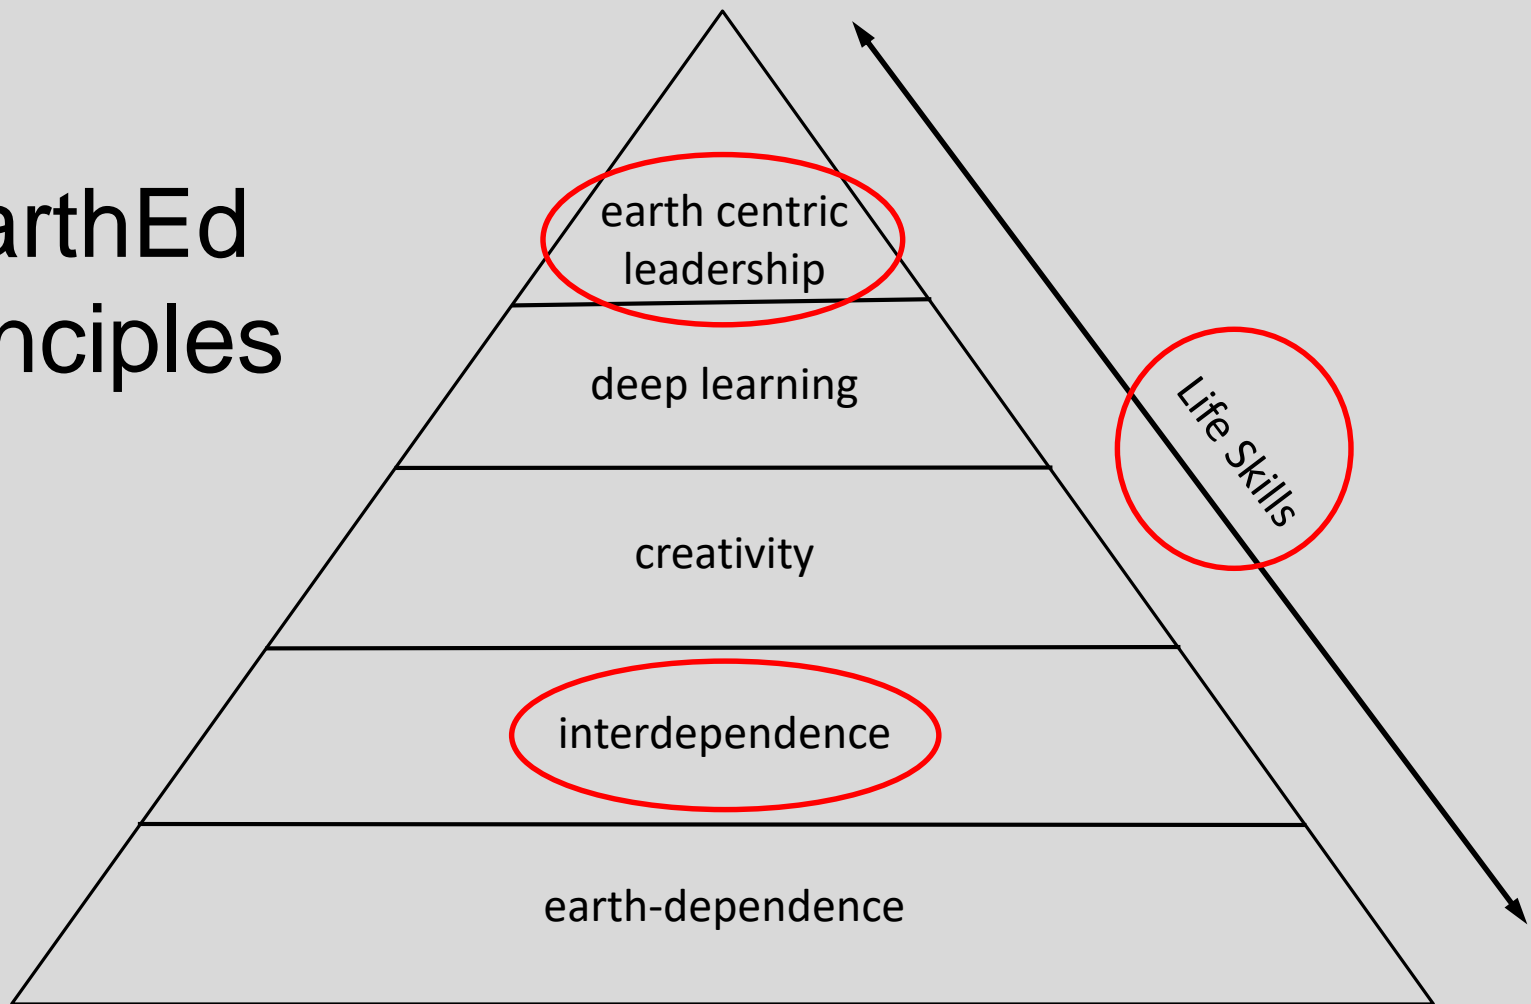 arthEd
nciples
earth centric
leadership
deep learning
creativity
interdependence
earth-dependence
Life Skills